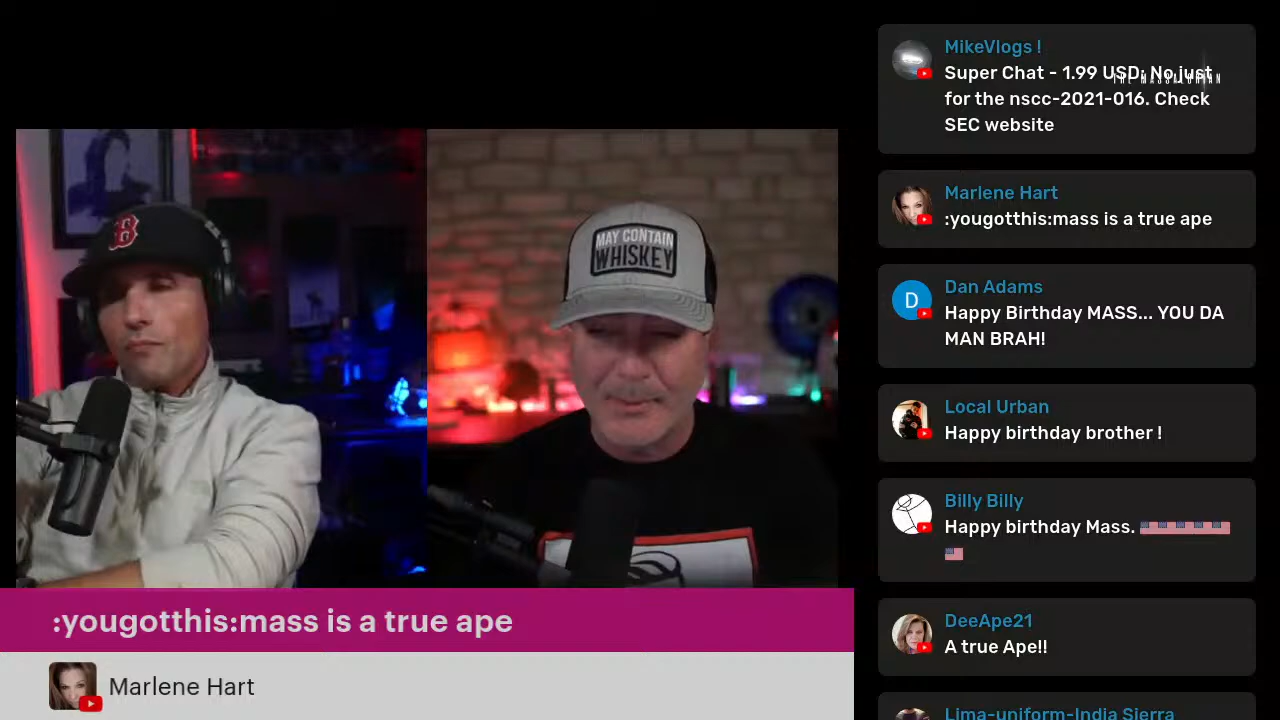 MikeVlogs !
Super Chat - 1.99 USD: No just
for the nscc-2021-016. Check
SEC website
Marlene Hart
:yougotthis:mass is a true ape
D
Dan Adams
Happy Birthday MASS... YOU DA
MAN BRAH!
Local Urban
Happy birthday brother !
Billy Billy
Happy birthday Mass.
DeeApe21
A true Ape!!
Lima-uniform-India Sierra
B
MAY CONTAIN
WHISKEY
:yougotthis:mass is a true ape
Marlene Hart